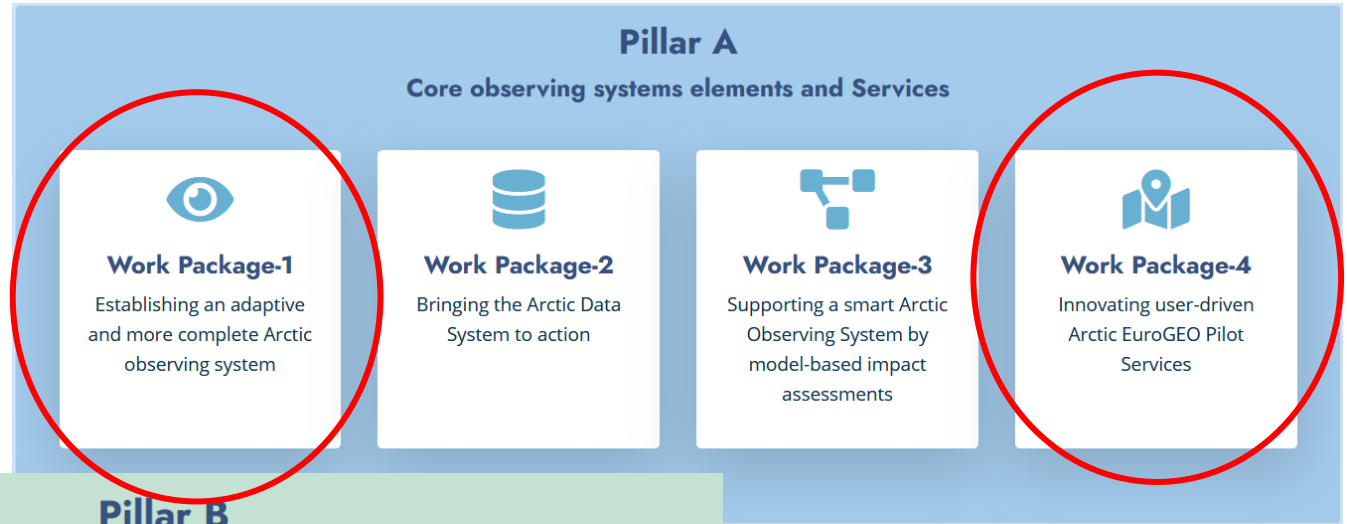 Pillar A
Core observing systems elements and Services
Work Package-1
Establishing an adaptive
and more complete Arctic
observing system
Work Package-2
Bringing the Arctic Data
System to action
Work Package-3
Supporting a smart Arctic
Observing System by
model-based impact
assessments
Work Package-4
Innovating user-driven
Arctic EuroGEO Pilot
Services
Pillar B